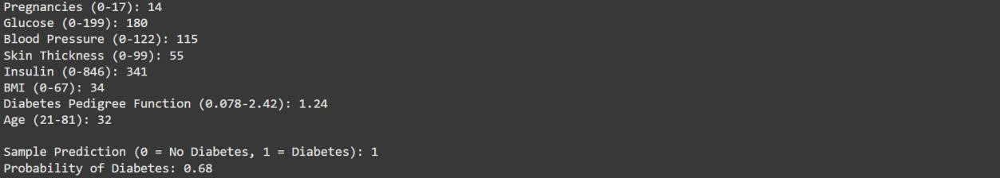 Pregnancies (0-17): 14
Glucose (0-199): 180
Blood Pressure (0-122): 115
Skin Thickness (0-99): 55
Insulin (0-846): 341
BMI (0-67): 34
Diabetes Pedigree Function (0.078-2.42): 1.24
Age (21-81): 32
Sample Prediction (0 = No Diabetes, 1 = Diabetes): 1
Probability of Diabetes: 0.68